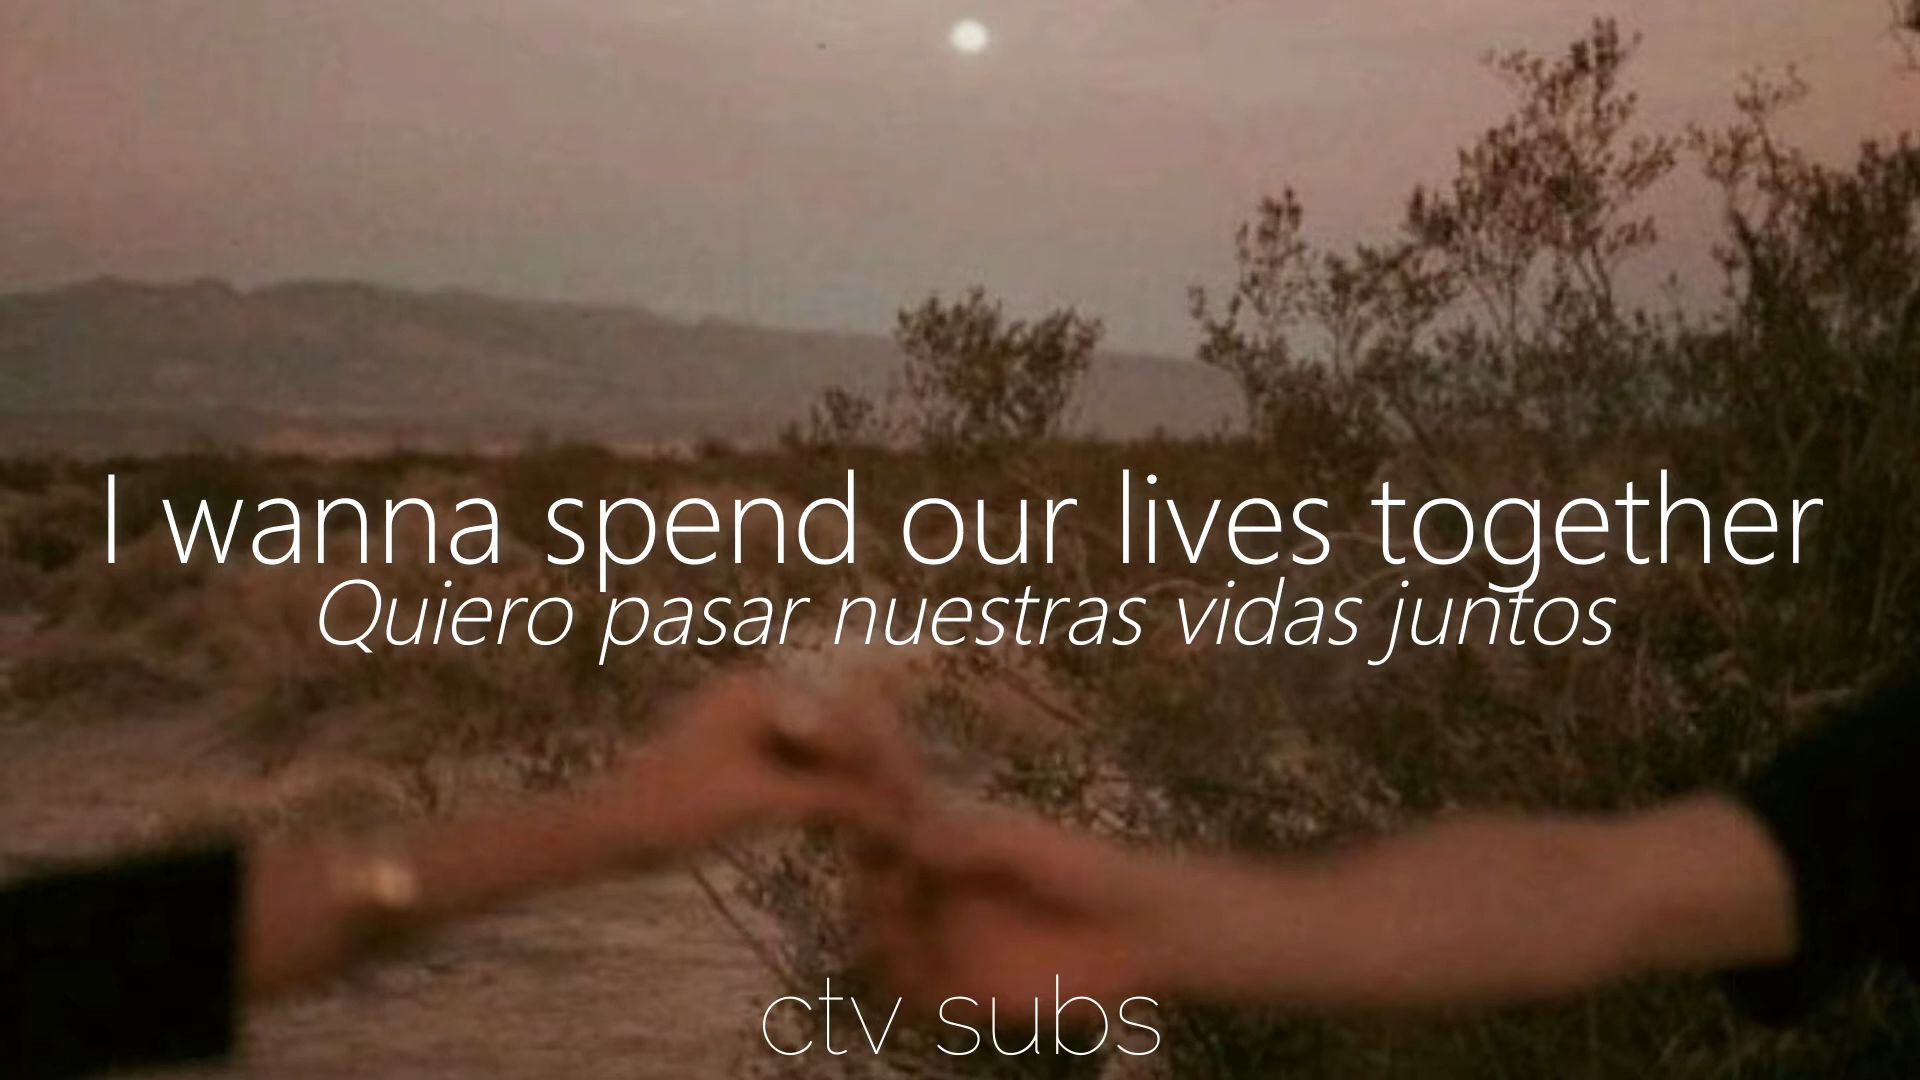 I wanna spend our lives together
Quiero pasar nuestras vidas juntos
ctv subs